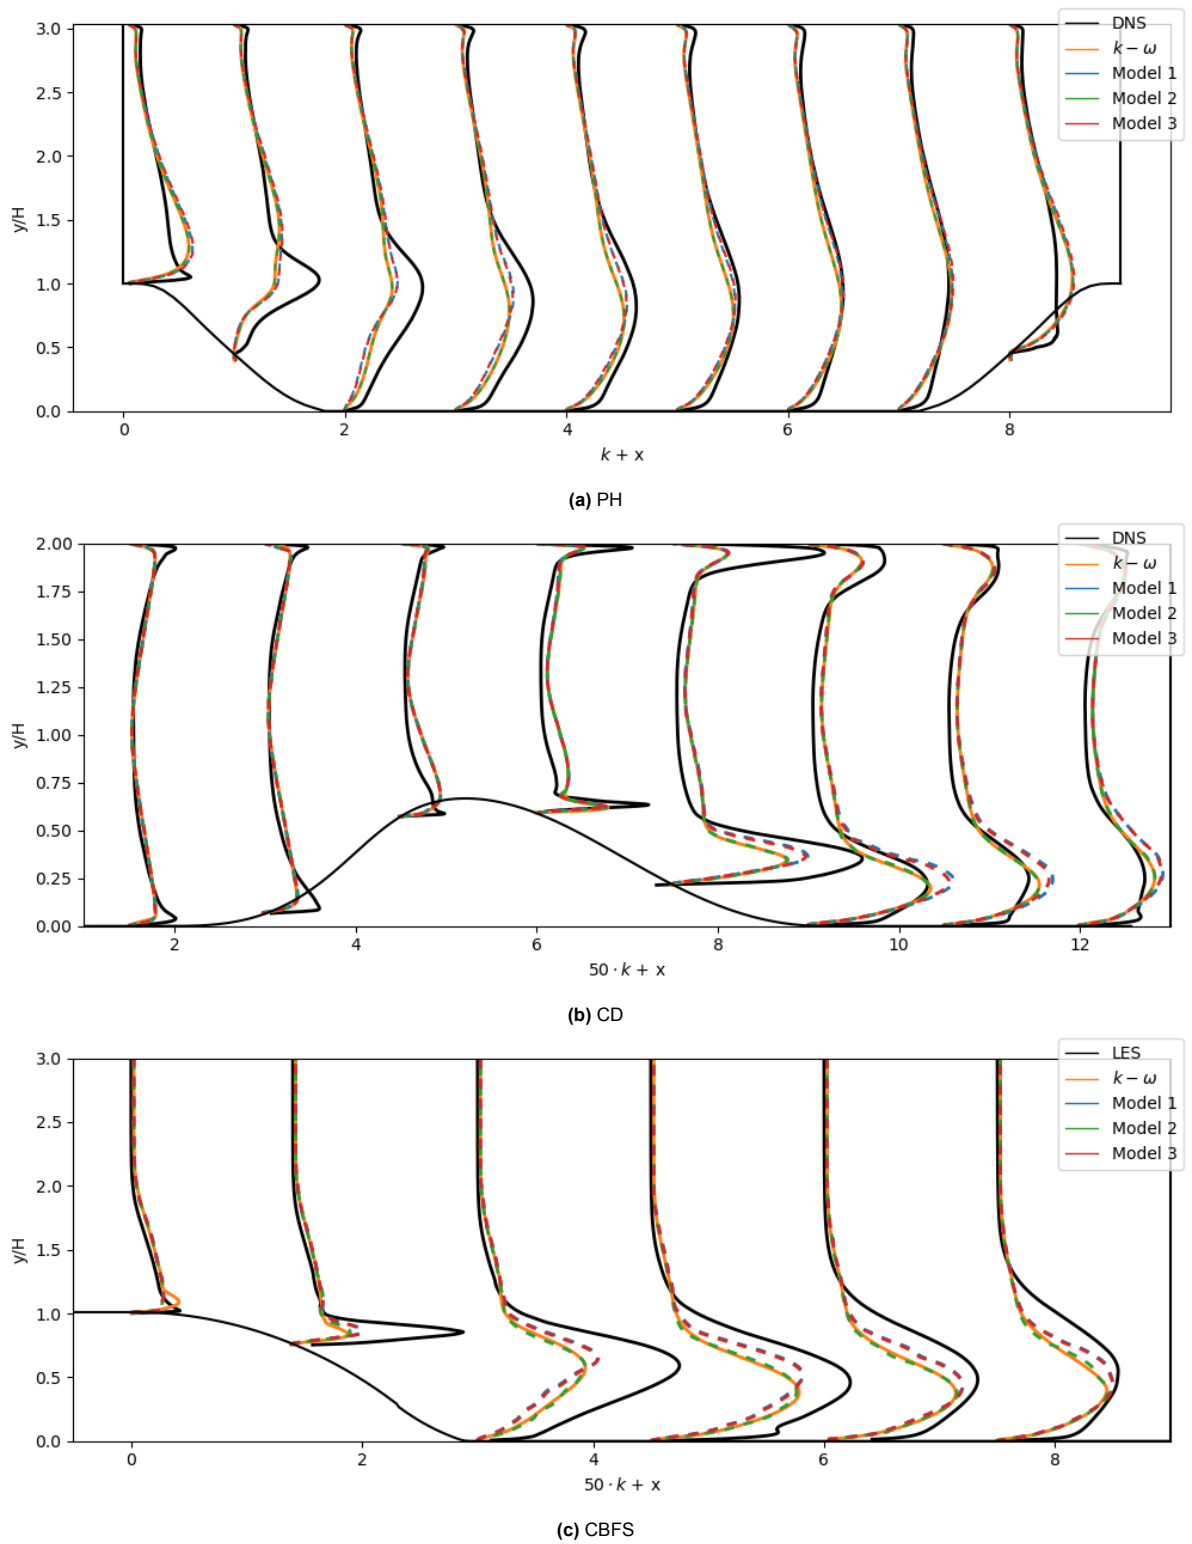 3.0
2.5
2.0
1.5
1.0
0.5
0.0
y/H
0 2 4 6 8
k + x
DNS
k − ω
Model 1
Model 2
Model 3
(a) PH
2.00
1.75
1.50
1.25
1.00
0.75
0.50
0.25
0.00
y/H
2 4 6 8 10 12
50 · k + x
DNS
k − ω
Model 1
Model 2
Model 3
(b) CD
3.0
2.5
2.0
1.5
1.0
0.5
0.0
y/H
0 2 4 6 8
50 · k + x
LES
k − ω
Model 1
Model 2
Model 3
(c) CBFS